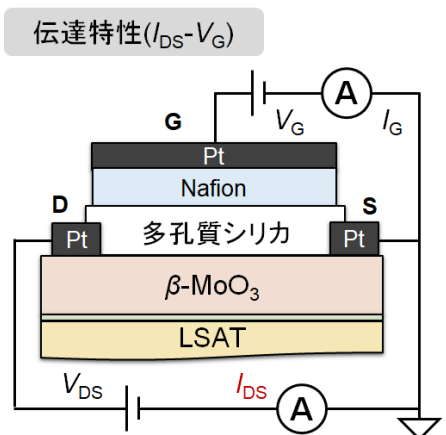 伝達特性(IDS-VG)
G
A
VG
IG
Pt
Nafion
D
S
Pt
多孔質シリカ
Pt
β-MoO3
LSAT
VDS
IDS
A